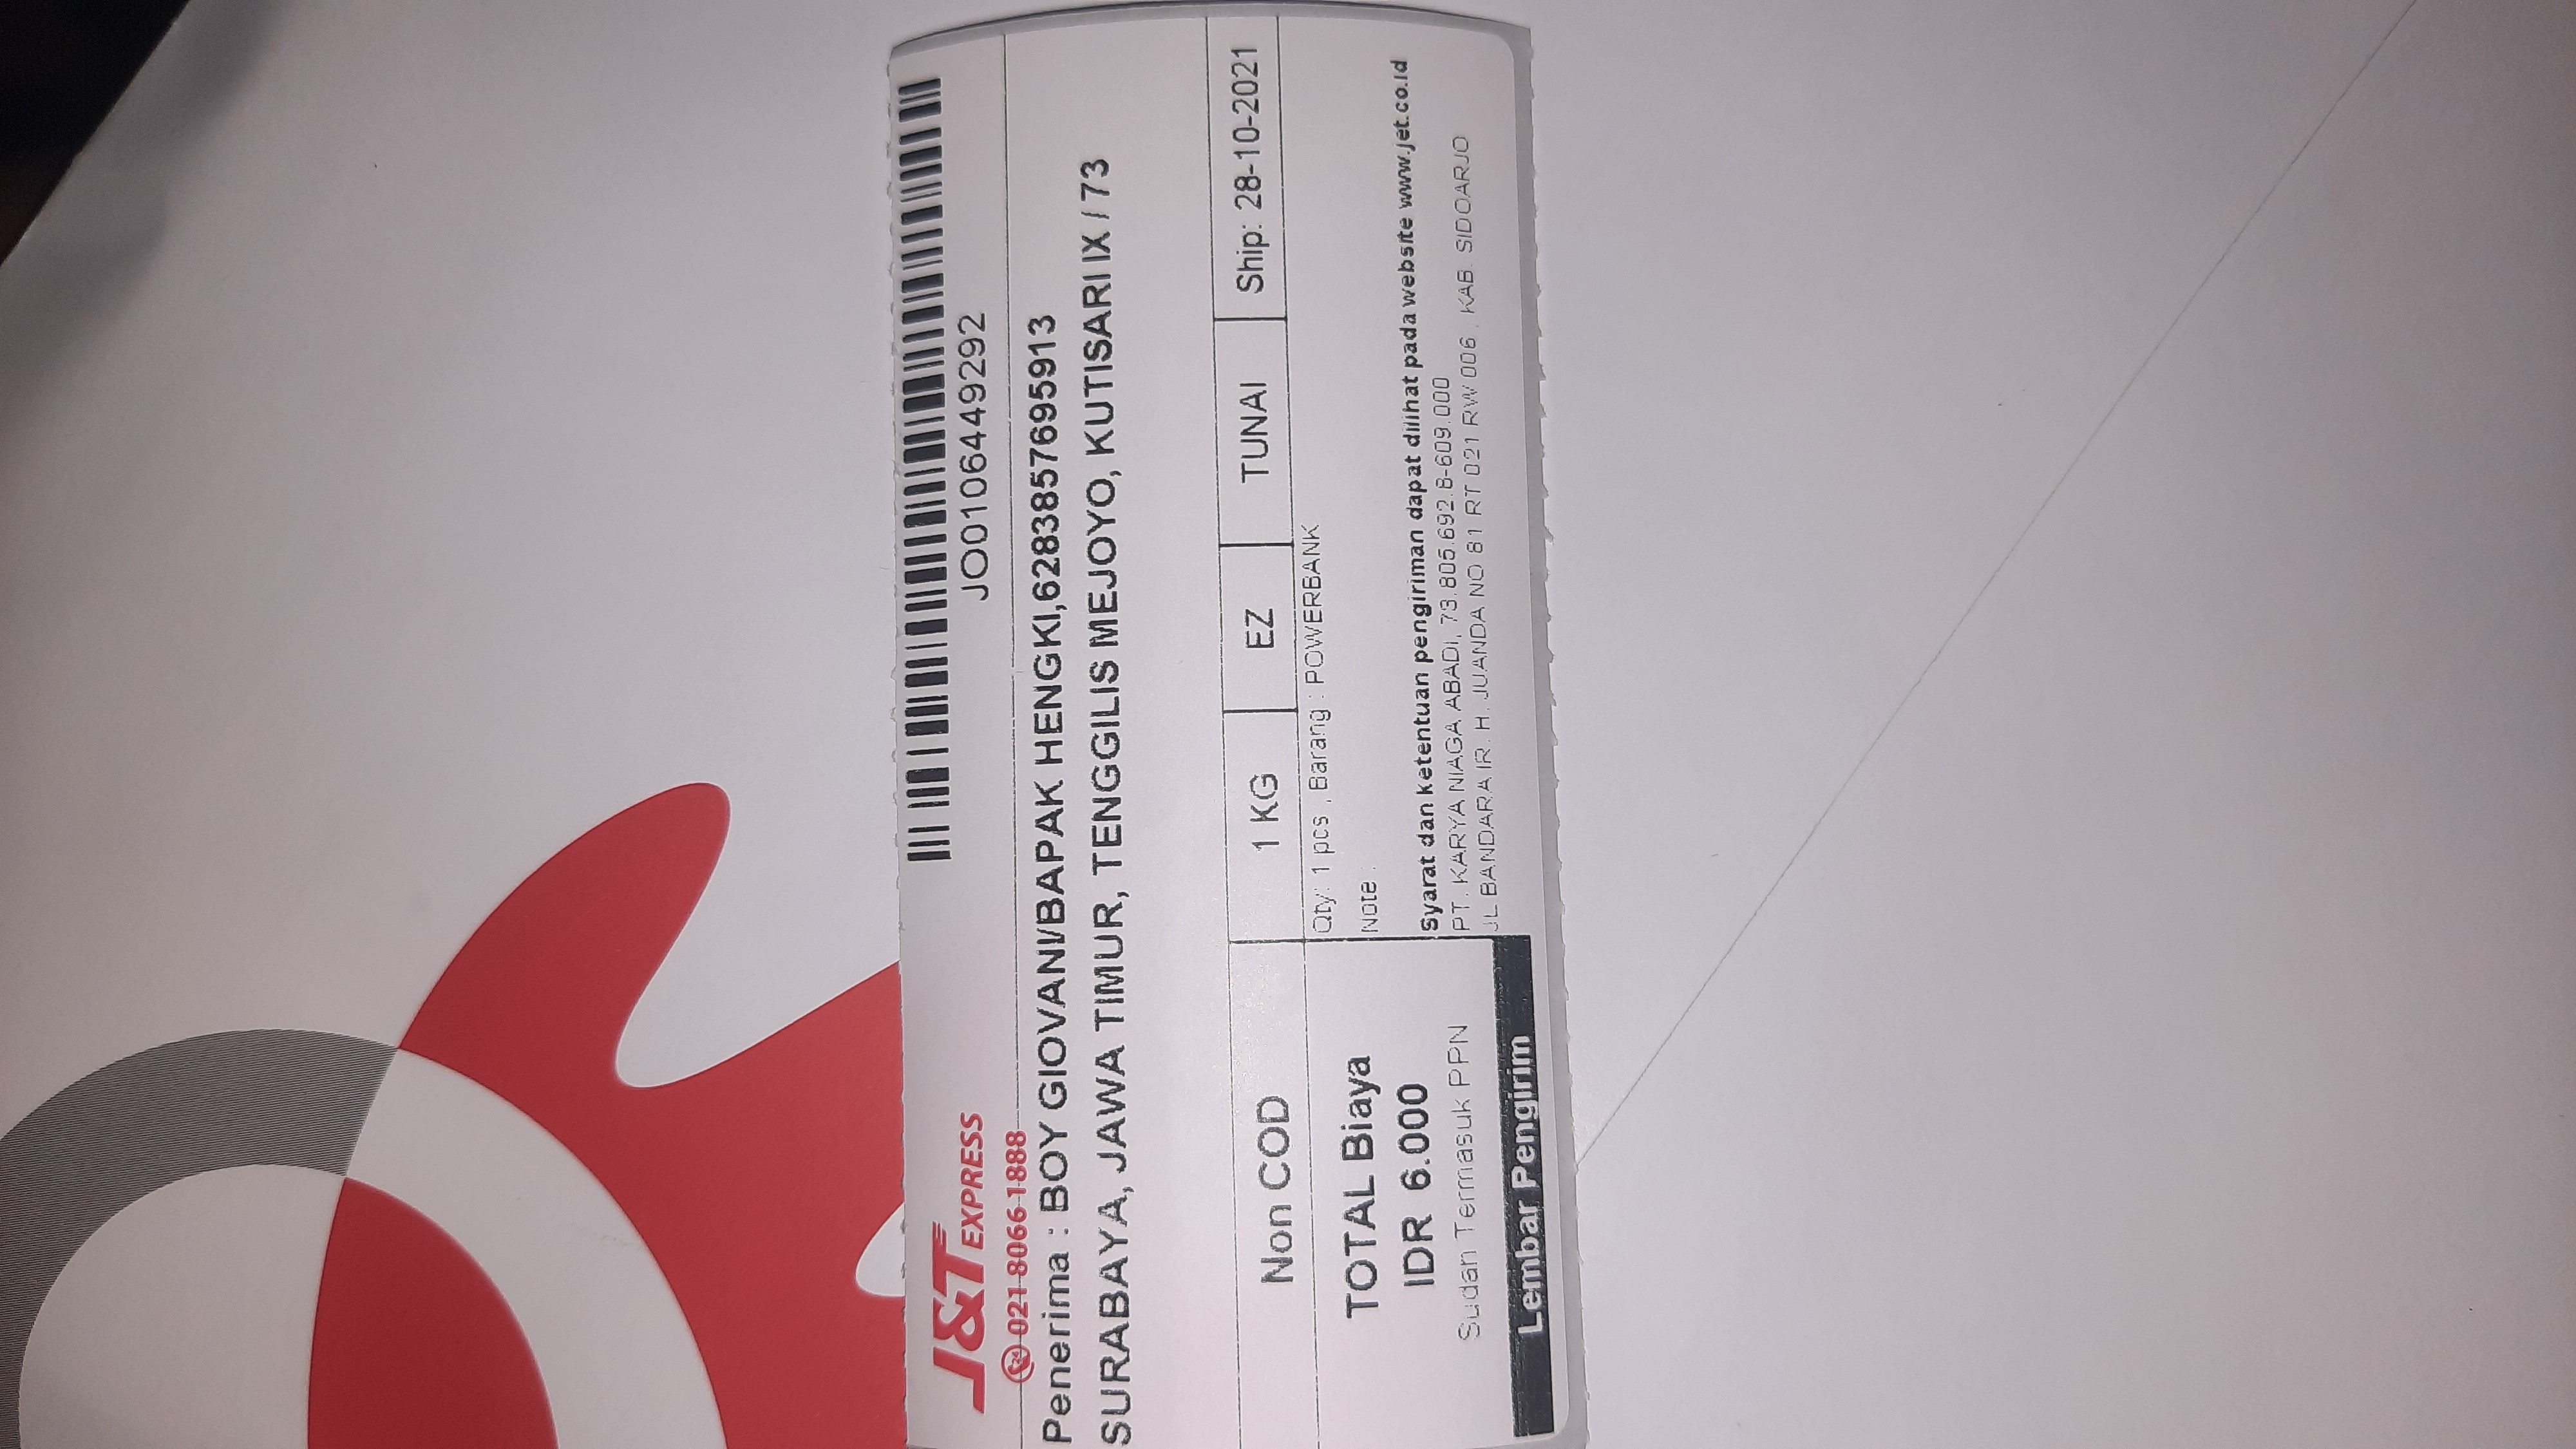 J&T EXPRESS
JO0106449292
24 021 8066 1888
Penerima : BOY GIOVANI/BAPAK HENGKI,6283857695913
SURABAYA, JAWA TIMUR, TENGGILIS MEJOYO, KUTISARI IX / 73
Non COD
1 KG
EZ
TUNAI
Ship: 28-10-2021
TOTAL Biaya
IDR 6.000
Sudah Termasuk PPN
Lembar Pengirim
Qty: 1 pcs , Barang : POWERBANK
Note :
Syarat dan ketentuan pengiriman dapat dilihat pada website www.jet.co.id
PT. KARYA NIAGA ABADI, 73.805.692.8-609.000
JL BANDARA IR. H. JUANDA NO 81 RT 021 RW 006 , KAB. SIDOARJO